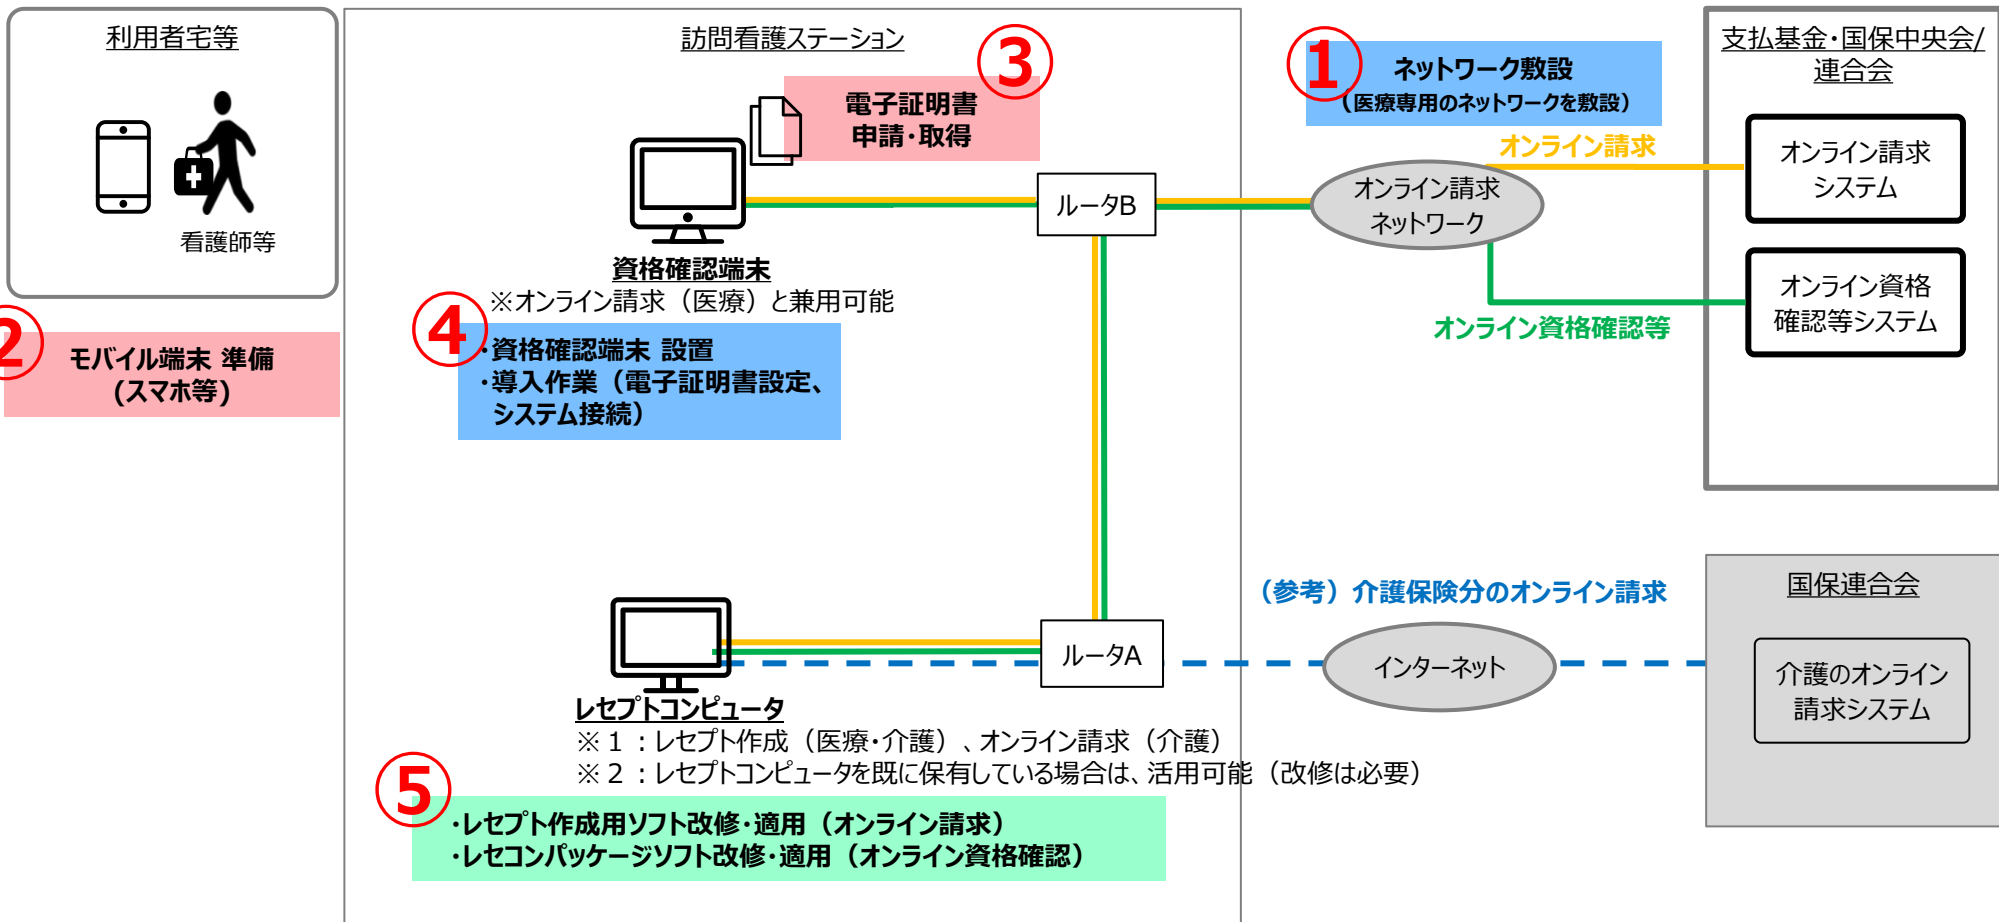 利用者宅等
看護師等
②
モバイル端末 準備
(スマホ等)
訪問看護ステーション
③
電子証明書
申請・取得
ルータB
資格確認端末
※オンライン請求（医療）と兼用可能
④
・資格確認端末 設置
・導入作業（電子証明書設定、
システム接続）
ルータA
レセプトコンピュータ
※１：レセプト作成（医療・介護）、オンライン請求（介護）
※２：レセプトコンピュータを既に保有している場合は、活用可能（改修は必要）
⑤
・レセプト作成用ソフト改修・適用（オンライン請求）
・レセコンパッケージソフト改修・適用（オンライン資格確認）
①
ネットワーク敷設
（医療専用のネットワークを敷設）
オンライン請求
オンライン請求
ネットワーク
オンライン資格確認等
支払基金・国保中央会/
連合会
オンライン請求
システム
オンライン資格
確認等システム
（参考）介護保険分のオンライン請求
インターネット
国保連合会
介護のオンライン
請求システム